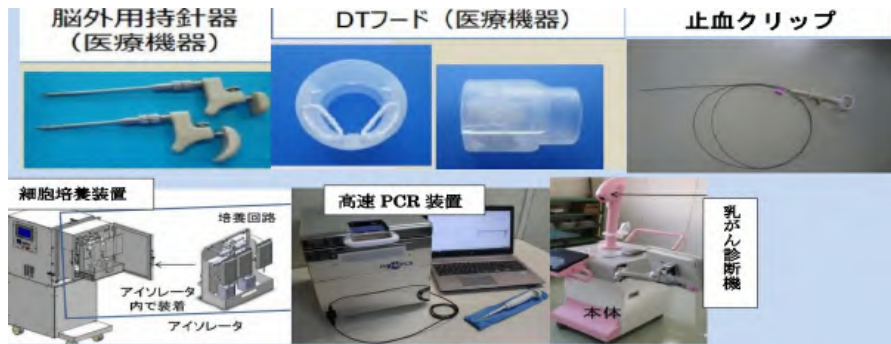 脳外用持針器
（医療機器）
DTフード（医療機器）
止血クリップ
細胞培養装置
培養回路
アイソレータ
内で装着
アイソレータ
高速 PCR 装置
乳がん診断機
本体